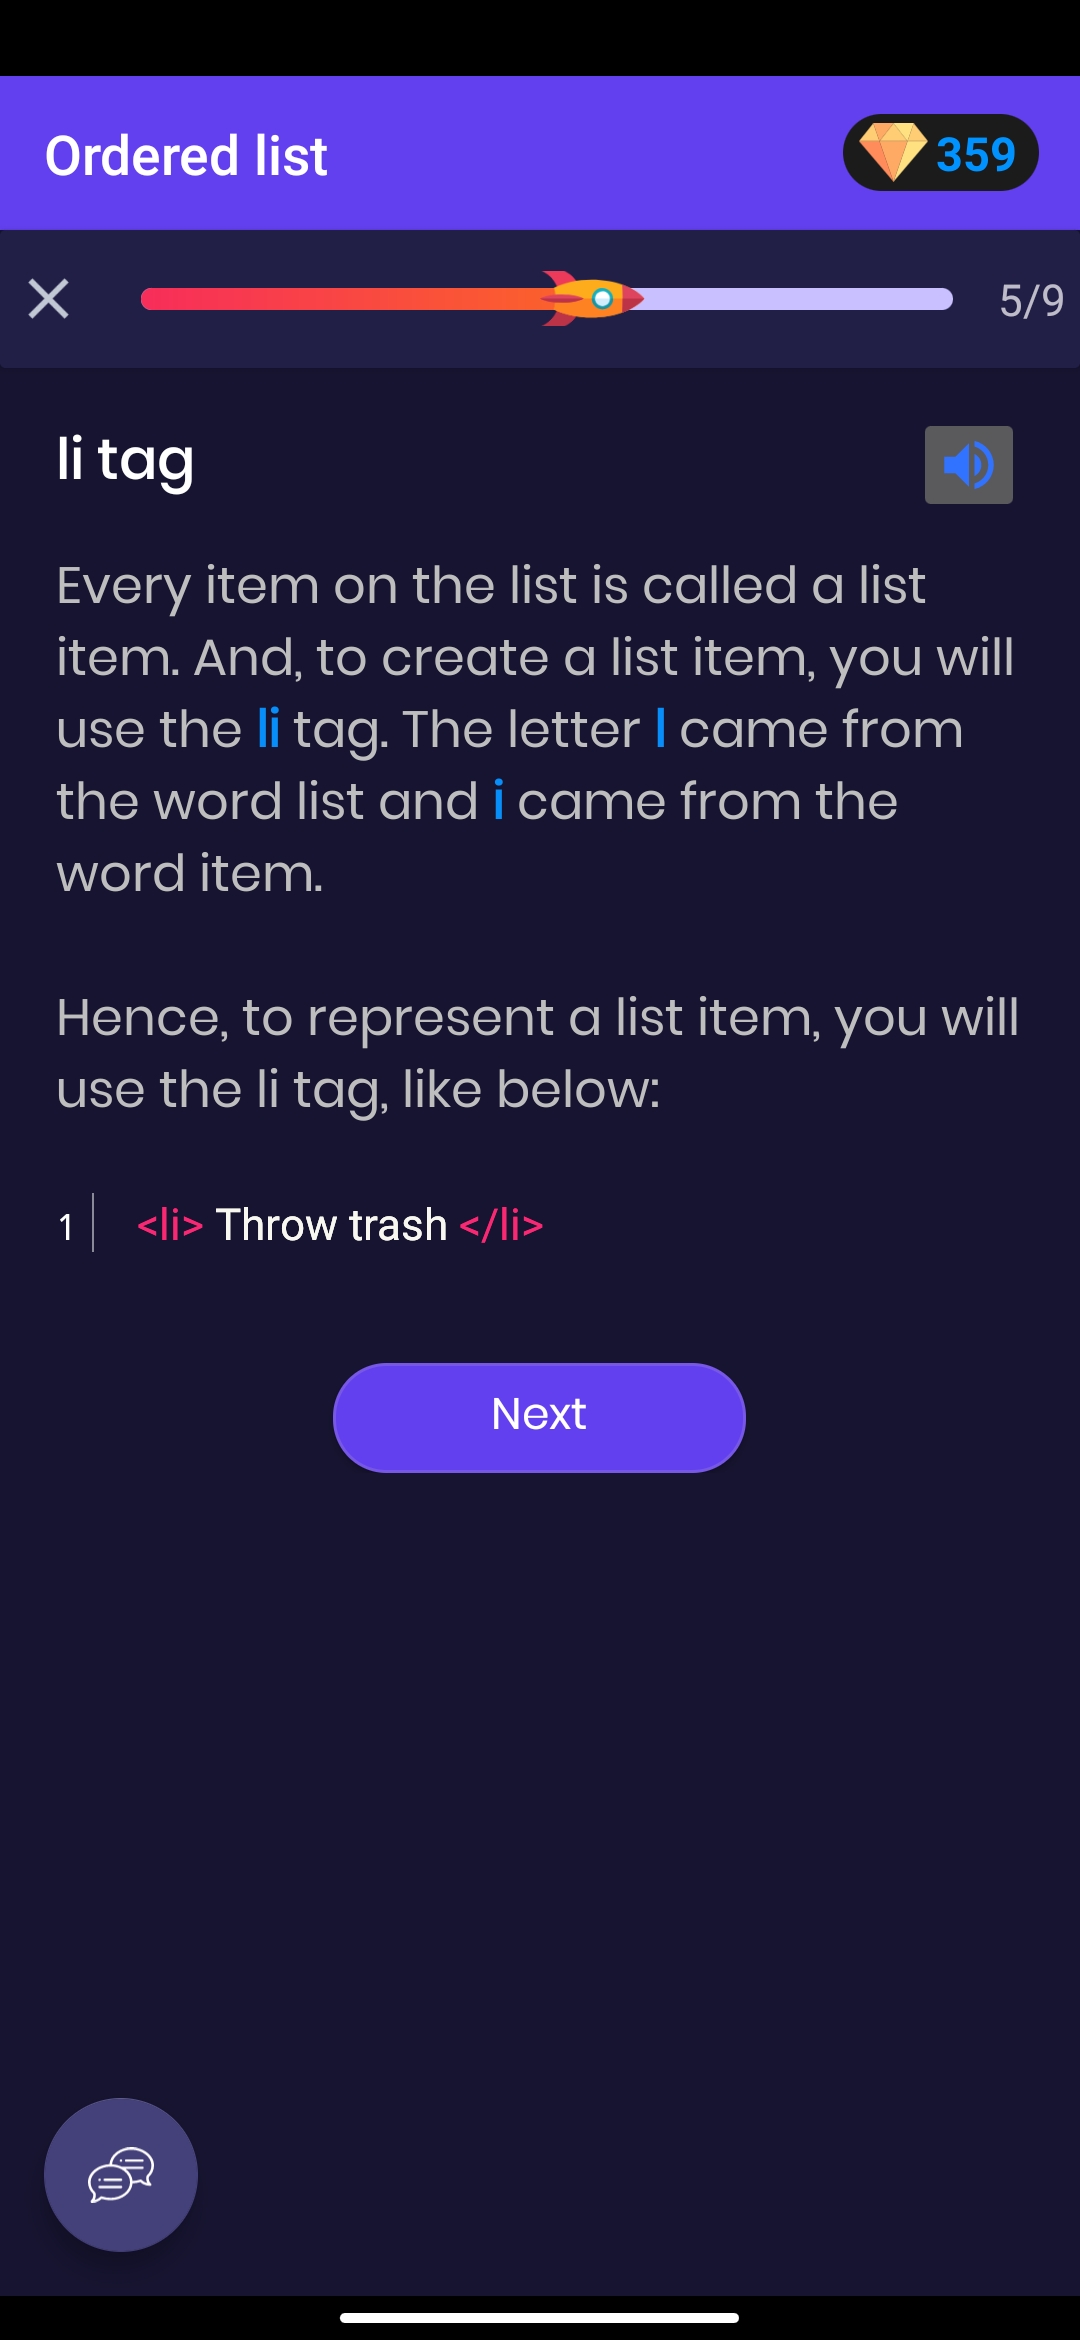 Ordered list
359
5/9
li tag
Every item on the list is called a list
item. And, to create a list item, you will
use the li tag. The letter l came from
the word list and i came from the
word item.
Hence, to represent a list item, you will
use the li tag, like below:
1 <li> Throw trash </li>
Next